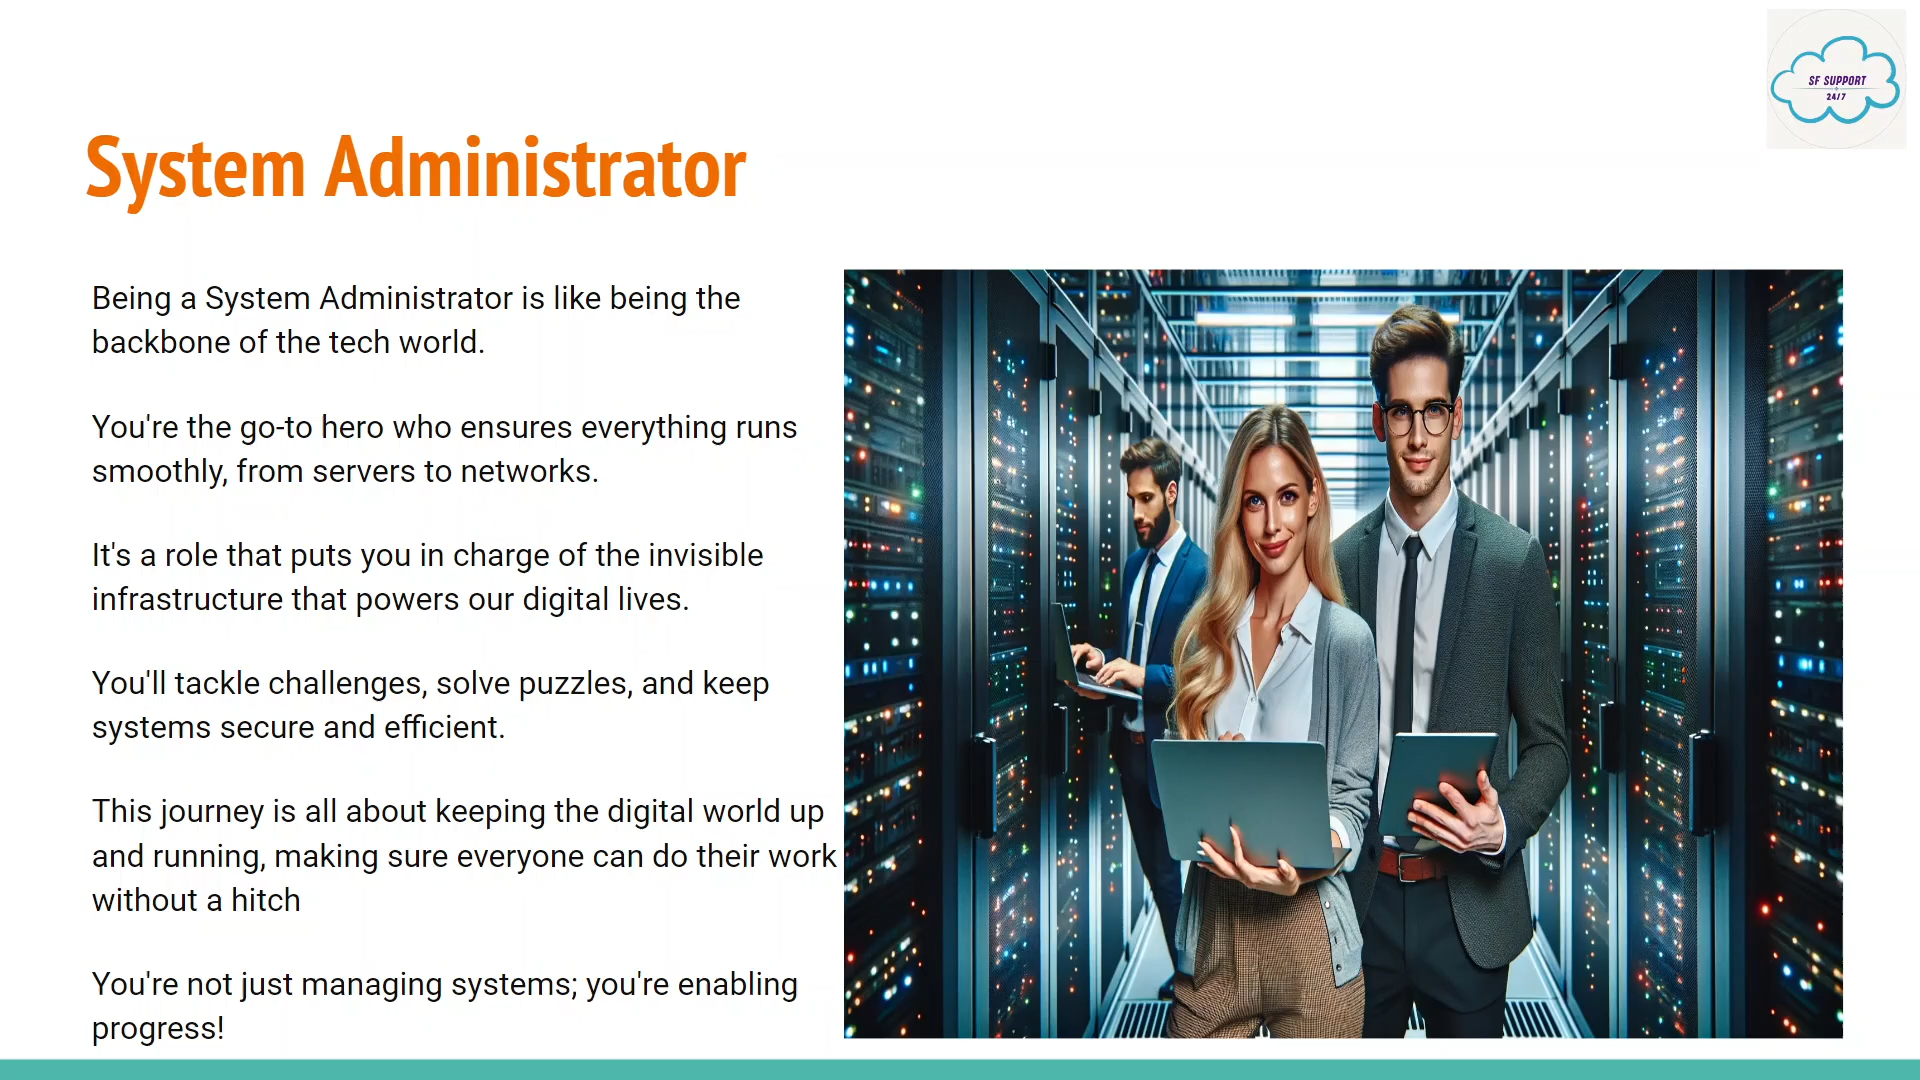 SF SUPPORT
24/7
System Administrator
Being a System Administrator is like being the
backbone of the tech world.
You're the go-to hero who ensures everything runs
smoothly, from servers to networks.
It's a role that puts you in charge of the invisible
infrastructure that powers our digital lives.
You'll tackle challenges, solve puzzles, and keep
systems secure and efficient.
This journey is all about keeping the digital world up
and running, making sure everyone can do their work
without a hitch
You're not just managing systems; you're enabling
progress!